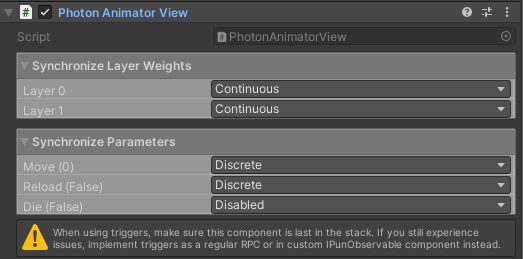 Photon Animator View
Script
PhotonAnimatorView
Synchronize Layer Weights
Layer 0
Continuous
Layer 1
Continuous
Synchronize Parameters
Move (0)
Discrete
Reload (False)
Discrete
Die (False)
Disabled
When using triggers, make sure this component is last in the stack. If you still experience
issues, implement triggers as a regular RPC or in custom IPunObservable component instead.